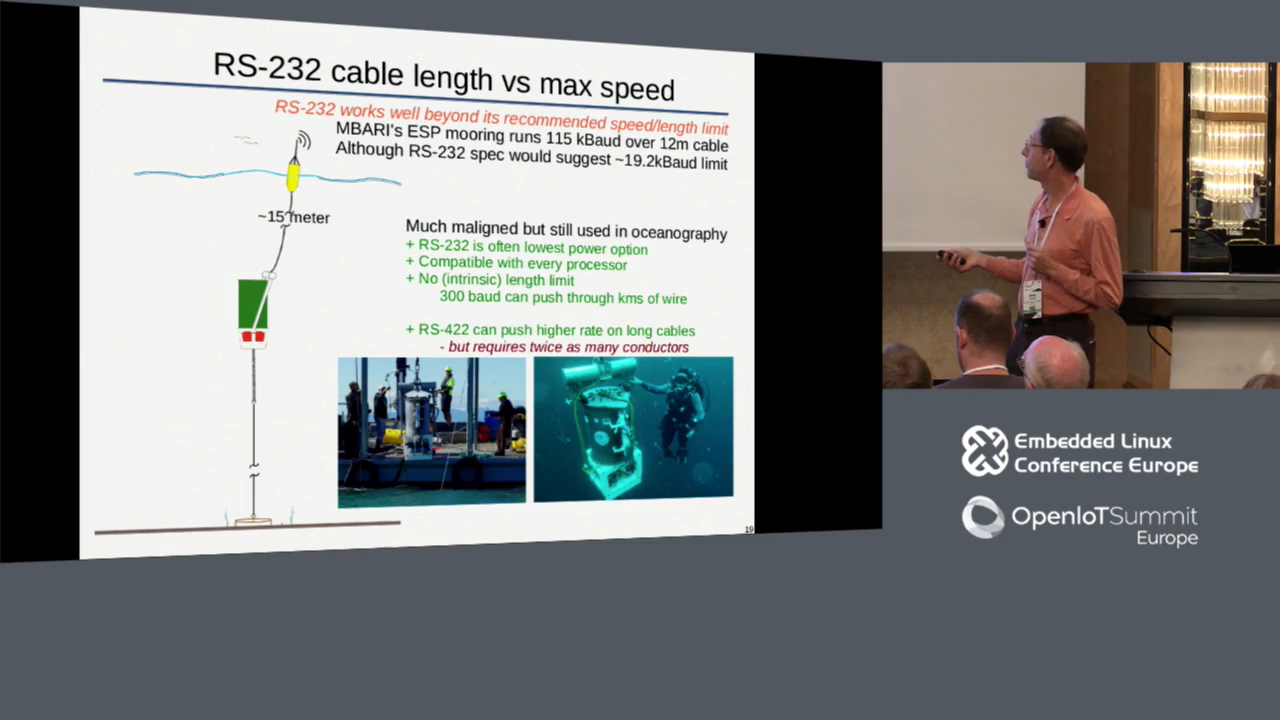 RS-232 cable length vs max speed
RS-232 works well beyond its recommended speed/length limit
MBARI's ESP mooring runs 115 kBaud over 12m cable
Although RS-232 spec would suggest ~19.2kBaud limit
~15 meter
Much maligned but still used in oceanography
+ RS-232 is often lowest power option
+ Compatible with every processor
+ No (intrinsic) length limit
300 baud can push through kms of wire
+ RS-422 can push higher rate on long cables
- but requires twice as many conductors
19
Embedded Linux
Conference Europe
OpenIoTSummit
Europe